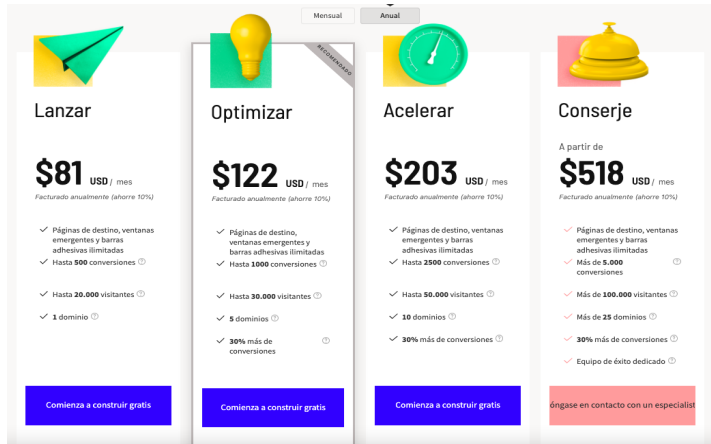 Mensual
Anual
Lanzar
$81 USD / mes
Facturado anualmente (ahorre 10%)
Páginas de destino, ventanas
emergentes y barras
adhesivas ilimitadas
Hasta 500 conversiones
Hasta 20.000 visitantes
1 dominio
Comienza a construir gratis
RECOMENDADO
Optimizar
$122 USD / mes
Facturado anualmente (ahorre 10%)
Páginas de destino,
ventanas emergentes y
barras adhesivas ilimitadas
Hasta 1000 conversiones
Hasta 30.000 visitantes
5 dominios
30% más de
conversiones
Comienza a construir gratis
Acelerar
$203 USD / mes
Facturado anualmente (ahorre 10%)
Páginas de destino, ventanas
emergentes y barras
adhesivas ilimitadas
Hasta 2500 conversiones
Hasta 50.000 visitantes
10 dominios
30% más de conversiones
Comienza a construir gratis
Conserje
A partir de
$518 USD / mes
Facturado anualmente (ahorre 10%)
Páginas de destino, ventanas
emergentes y barras
adhesivas ilimitadas
Más de 5.000
conversiones
Más de 100.000 visitantes
Más de 25 dominios
30% más de conversiones
Equipo de éxito dedicado
óngase en contacto con un especialist